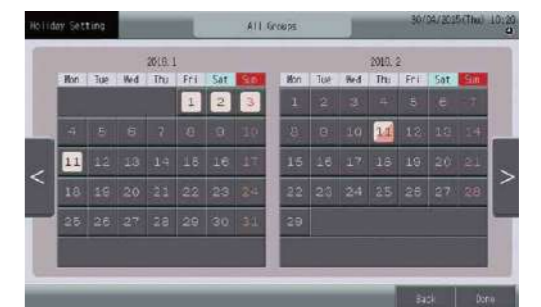 Holiday Setting
All Groups
30/04/2015(Thu) 10:20
2016. 1
Mon Tue Wed Thu Fri Sat Sun
1 2 3
4 5 6 7 8 9 10
11 12 13 14 15 16 17
18 19 20 21 22 23 24
25 26 27 28 29 30 31
2016. 2
Mon Tue Wed Thu Fri Sat Sun
1 2 3 4 5 6 7
8 9 10 11 12 13 14
15 16 17 18 19 20 21
22 23 24 25 26 27 28
29
<
>
Back
Done